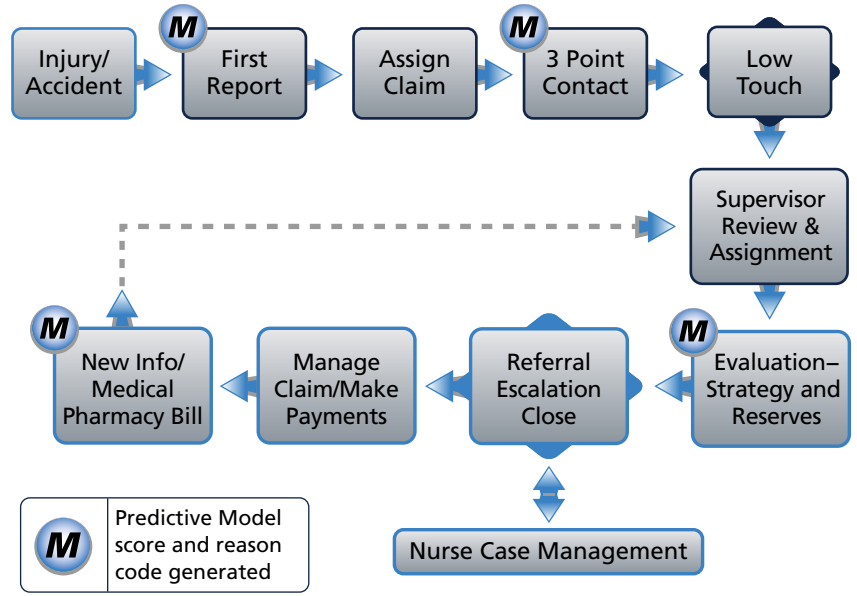 Injury/
Accident
M
First
Report
Assign
Claim
M
3 Point
Contact
Low
Touch
Supervisor
Review &
Assignment
M
New Info/
Medical
Pharmacy Bill
Manage
Claim/Make
Payments
Referral
Escalation
Close
M
Evaluation–
Strategy and
Reserves
M
Predictive Model
score and reason
code generated
Nurse Case Management